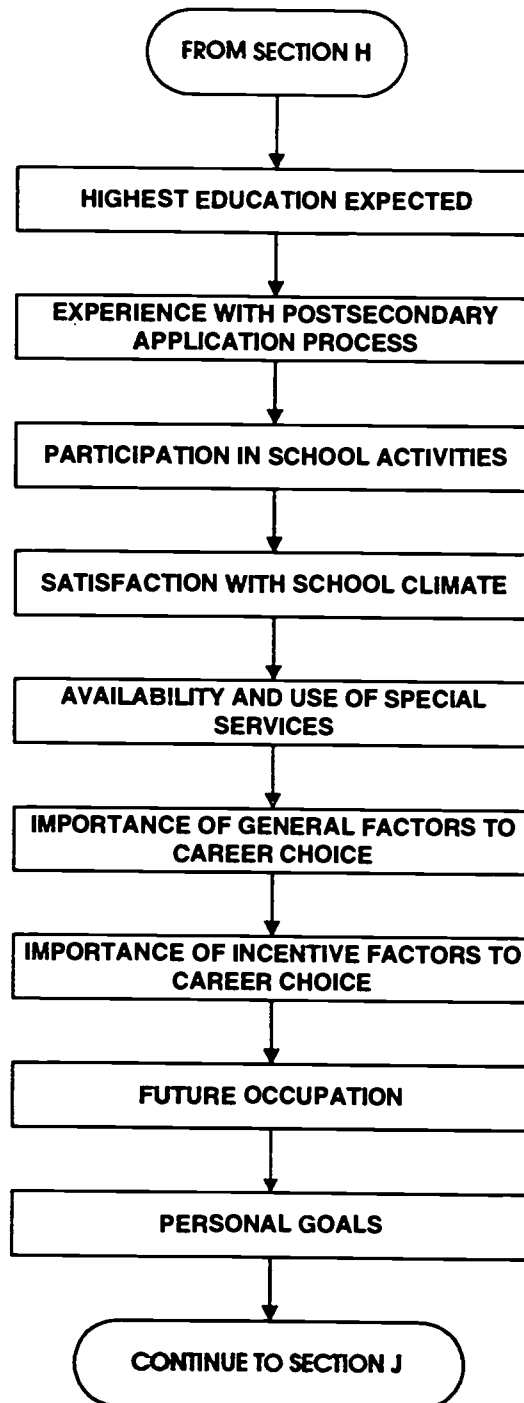 FROM SECTION H
HIGHEST EDUCATION EXPECTED
EXPERIENCE WITH POSTSECONDARY
APPLICATION PROCESS
PARTICIPATION IN SCHOOL ACTIVITIES
SATISFACTION WITH SCHOOL CLIMATE
AVAILABILITY AND USE OF SPECIAL
SERVICES
IMPORTANCE OF GENERAL FACTORS TO
CAREER CHOICE
IMPORTANCE OF INCENTIVE FACTORS TO
CAREER CHOICE
FUTURE OCCUPATION
PERSONAL GOALS
CONTINUE TO SECTION J